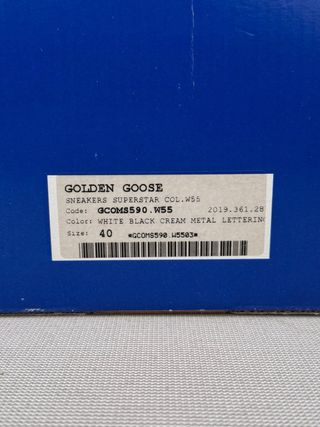 GOLDEN GOOSE
SNEAKERS SUPERSTAR COL.W55
Code: GCOMS590.W55 2019.361.28
Color: WHITE BLACK CREAM METAL LETTERING
Size: 40 *GCOMS590.W5503*